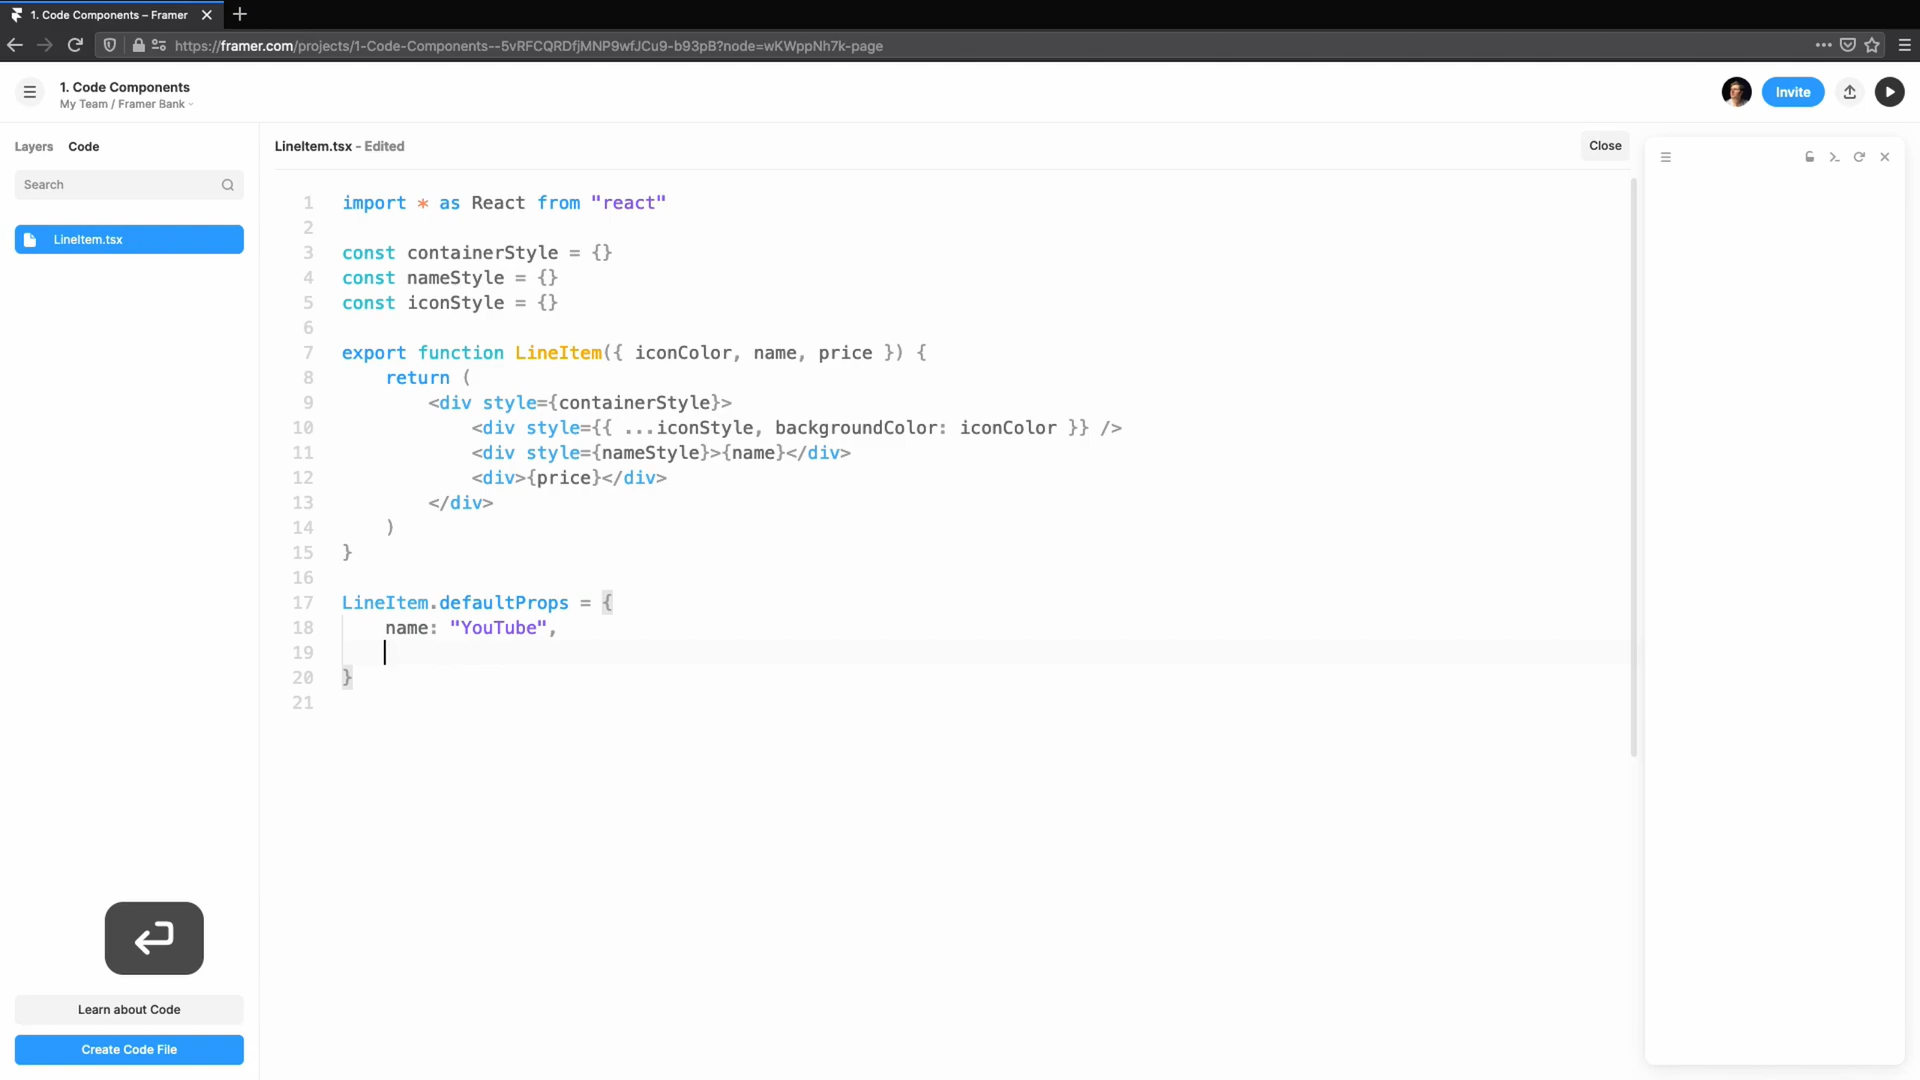 1. Code Components – Framer
https://framer.com/projects/1-Code-Components--5vRFCQRDfjMNP9wfJCu9-b93pB?node=wKWppNh7k-page
1. Code Components
My Team / Framer Bank
Invite
Layers Code
LineItem.tsx - Edited
Close
Search
LineItem.tsx
1 import * as React from "react"
2
3 const containerStyle = {}
4 const nameStyle = {}
5 const iconStyle = {}
6
7 export function LineItem({ iconColor, name, price }) {
8 return (
9 <div style={containerStyle}>
10 <div style={{ ...iconStyle, backgroundColor: iconColor }} />
11 <div style={nameStyle}>{name}</div>
12 <div>{price}</div>
13 </div>
14 )
15 }
16
17 LineItem.defaultProps = {
18 name: "YouTube",
19
20 }
21
Learn about Code
Create Code File